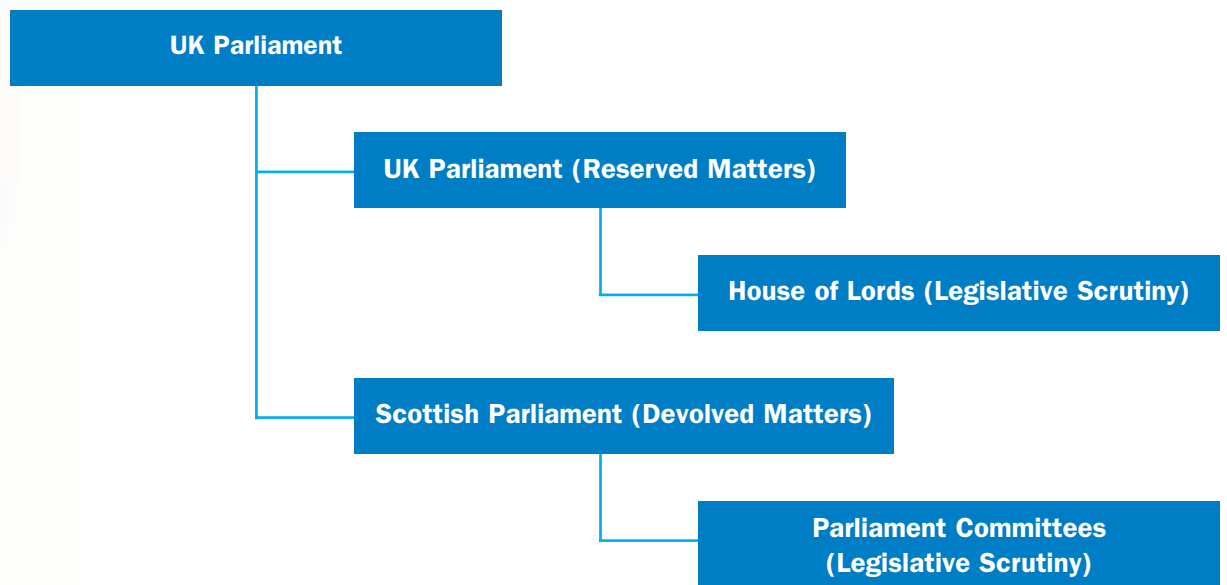 UK Parliament
UK Parliament (Reserved Matters)
House of Lords (Legislative Scrutiny)
Scottish Parliament (Devolved Matters)
Parliament Committees
(Legislative Scrutiny)